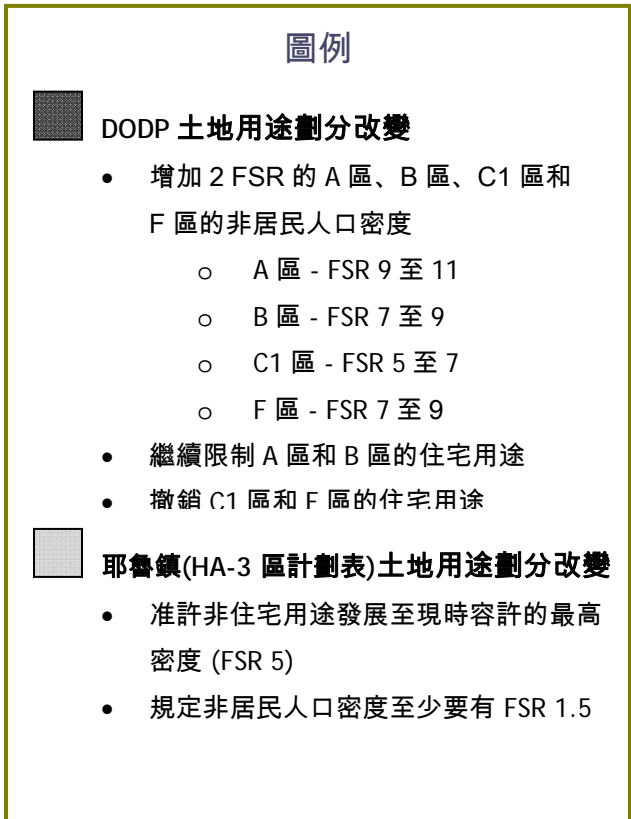 圖例
DODP 土地用途劃分改變
• 增加 2 FSR 的 A 區、B 區、C1 區和
F 區的非居民人口密度
o A 區 - FSR 9 至 11
o B 區 - FSR 7 至 9
o C1 區 - FSR 5 至 7
o F 區 - FSR 7 至 9
• 繼續限制 A 區和 B 區的住宅用途
• 撤銷 C1 區和 F 區的住宅用途
耶魯鎮(HA-3 區計劃表)土地用途劃分改變
• 准許非住宅用途發展至現時容許的最高
密度 (FSR 5)
• 規定非居民人口密度至少要有 FSR 1.5